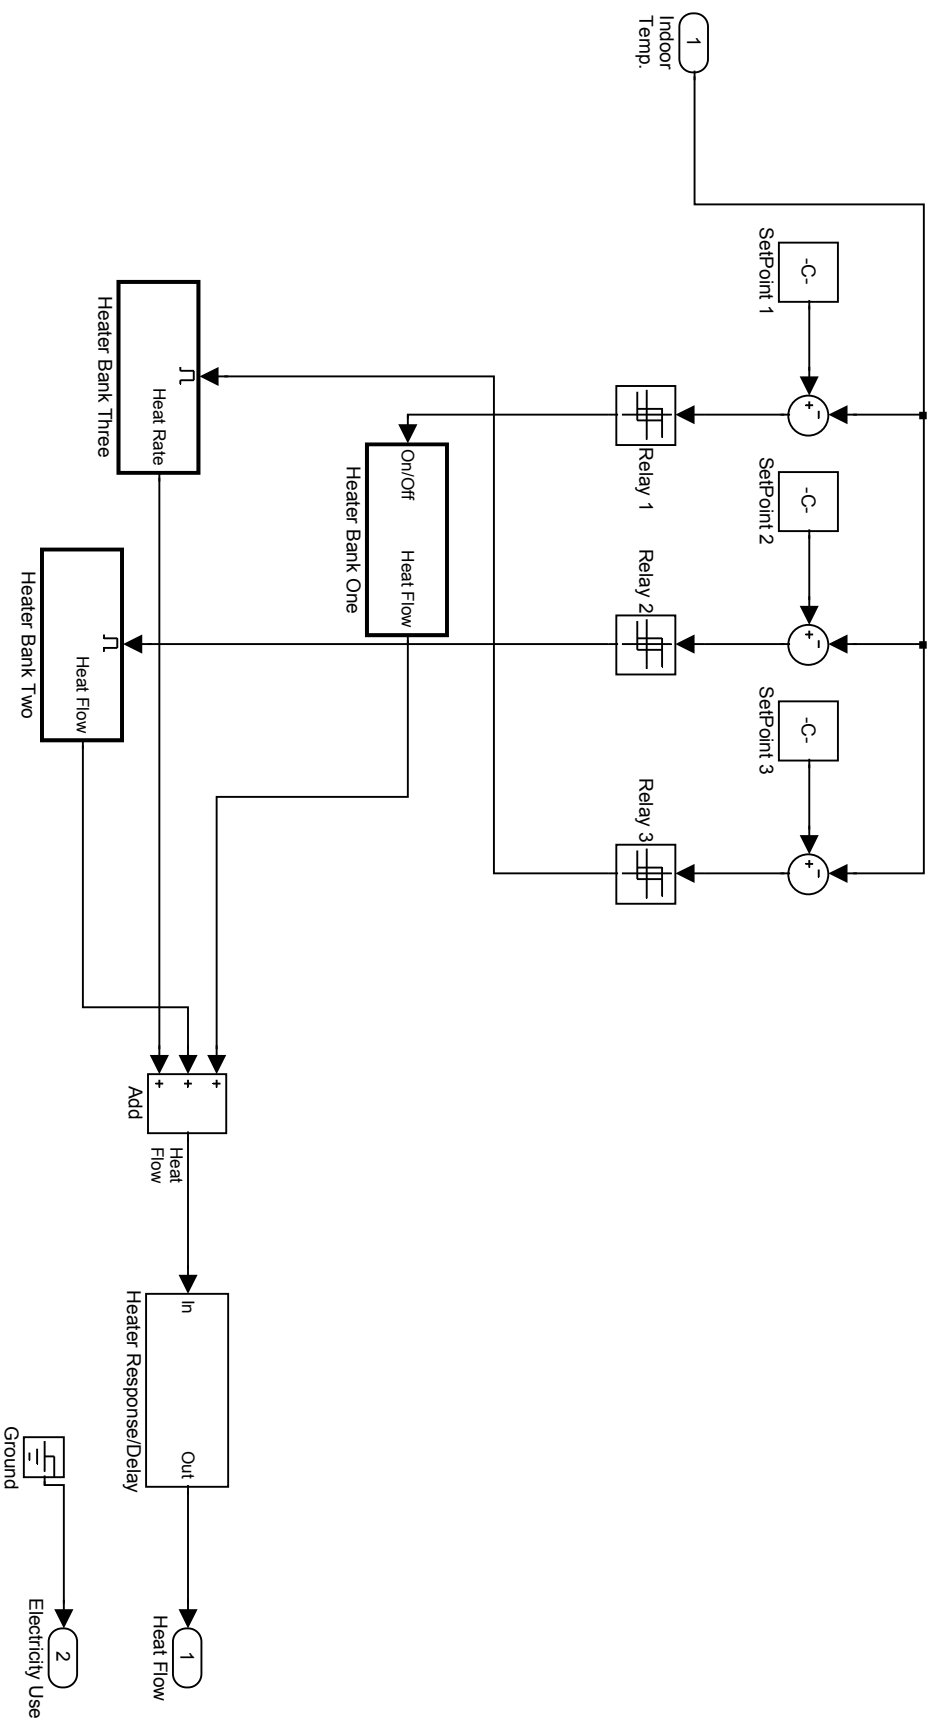 1
Indoor
Temp.
-C-
SetPoint 1
-C-
SetPoint 2
-C-
SetPoint 3
+
−
+
−
+
−
Relay 1
Relay 2
Relay 3
On/Off
Heat Flow
Heater Bank One
Heat Rate
Heater Bank Three
Heat Flow
Heater Bank Two
+
+
+
Add
Heat
Flow
In
Out
Heater Response/Delay
1
Heat Flow
Ground
2
Electricity Use